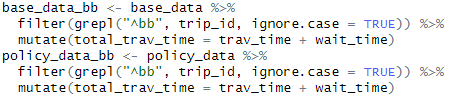 base_data_bb <- base_data %>%
  filter(grepl("^bb", trip_id, ignore.case = TRUE)) %>%
  mutate(total_trav_time = trav_time + wait_time)
policy_data_bb <- policy_data %>%
  filter(grepl("^bb", trip_id, ignore.case = TRUE)) %>%
  mutate(total_trav_time = trav_time + wait_time)